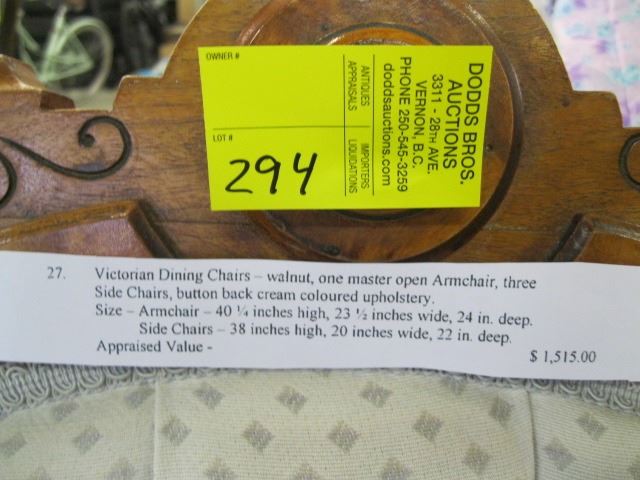 OWNER #
LOT #
294
ANTIQUES IMPORTERS
APPRAISALS LIQUIDATIONS
DODDS BROS.
AUCTIONS
3311 - 28TH AVE.
VERNON, B.C.
PHONE 250-545-3259
doddsauctions.com
27. Victorian Dining Chairs – walnut, one master open Armchair, three
Side Chairs, button back cream coloured upholstery.
Size – Armchair – 40 ¼ inches high, 23 ½ inches wide, 24 in. deep.
Side Chairs – 38 inches high, 20 inches wide, 22 in. deep.
Appraised Value - $ 1,515.00